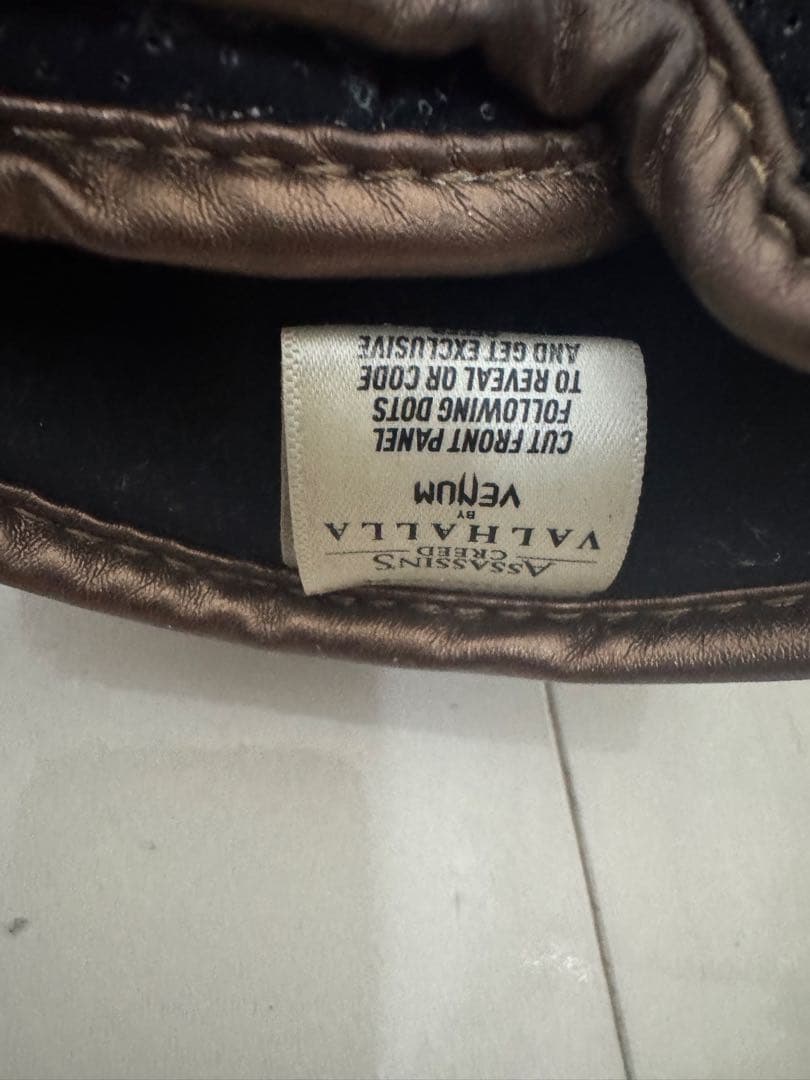 ASSASSIN'S
CREED
VALHALLA
BY
VENUM
CUT FRONT PANEL
FOLLOWING DOTS
TO REVEAL QR CODE
AND GET EXCLUSIVE